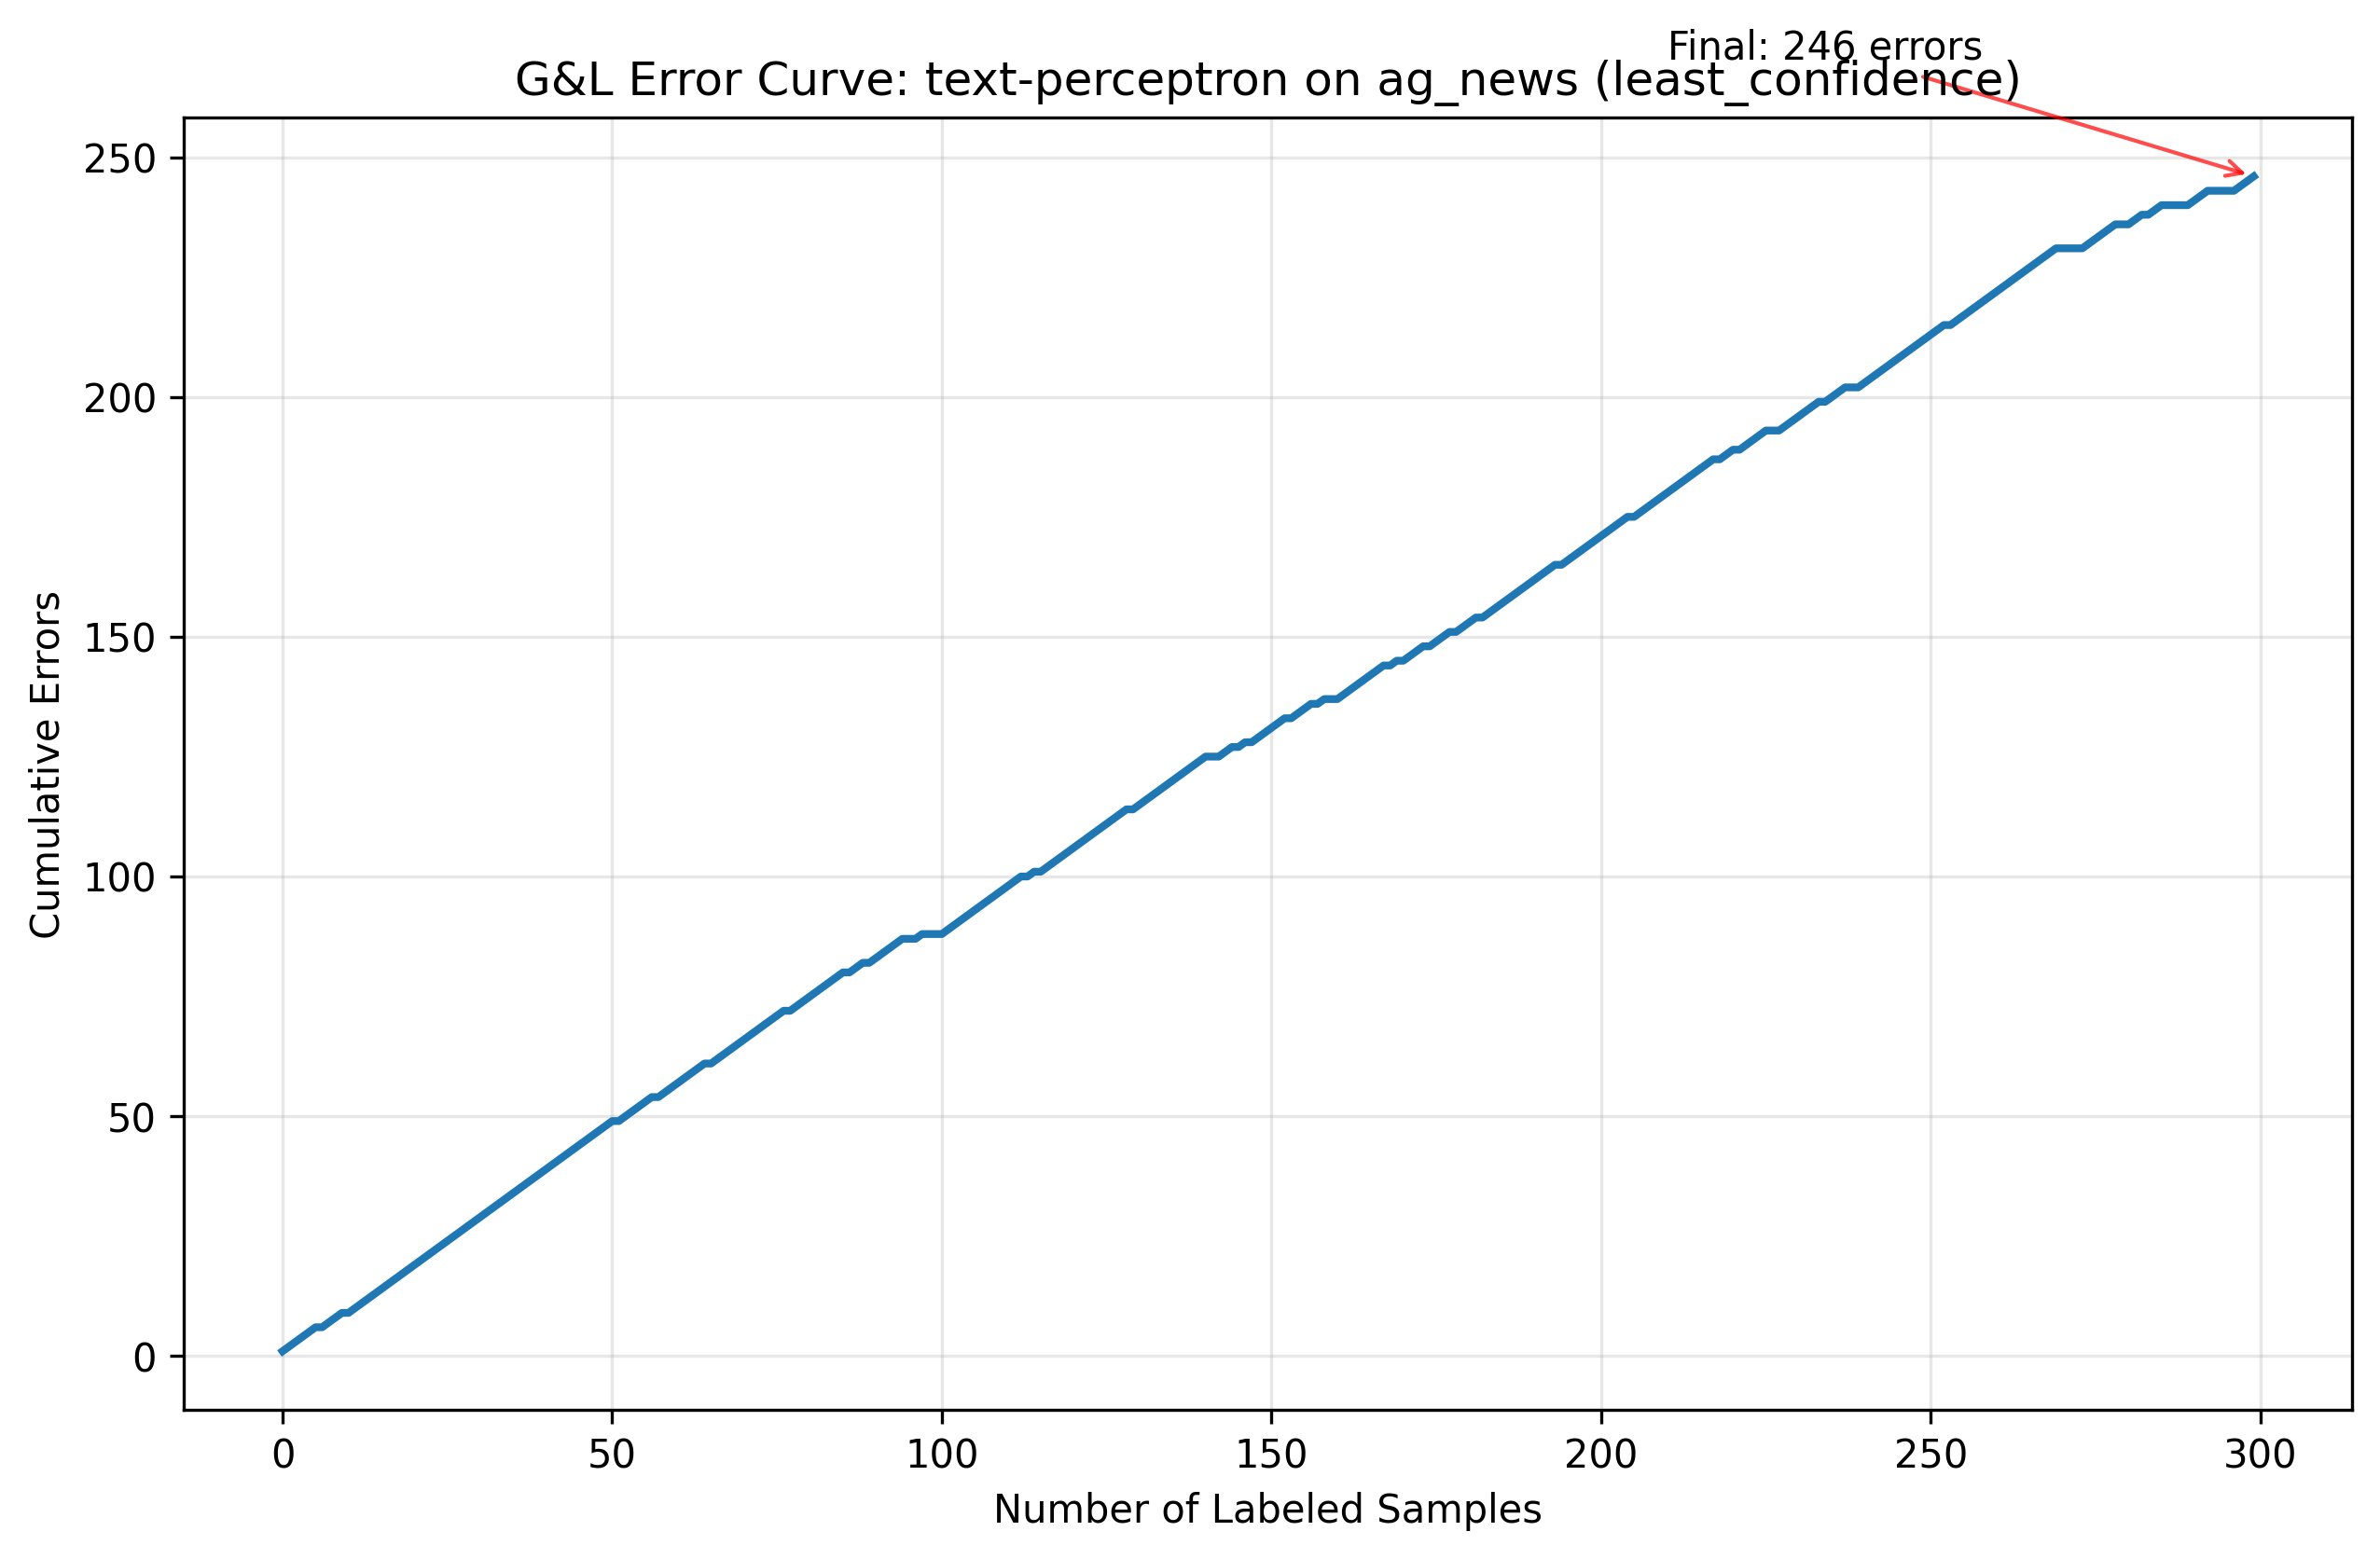 Final: 246 errors
G&L Error Curve: text-perceptron on ag_news (least_confidence)
250
200
150
100
50
0
Cumulative Errors
0 50 100 150 200 250 300
Number of Labeled Samples